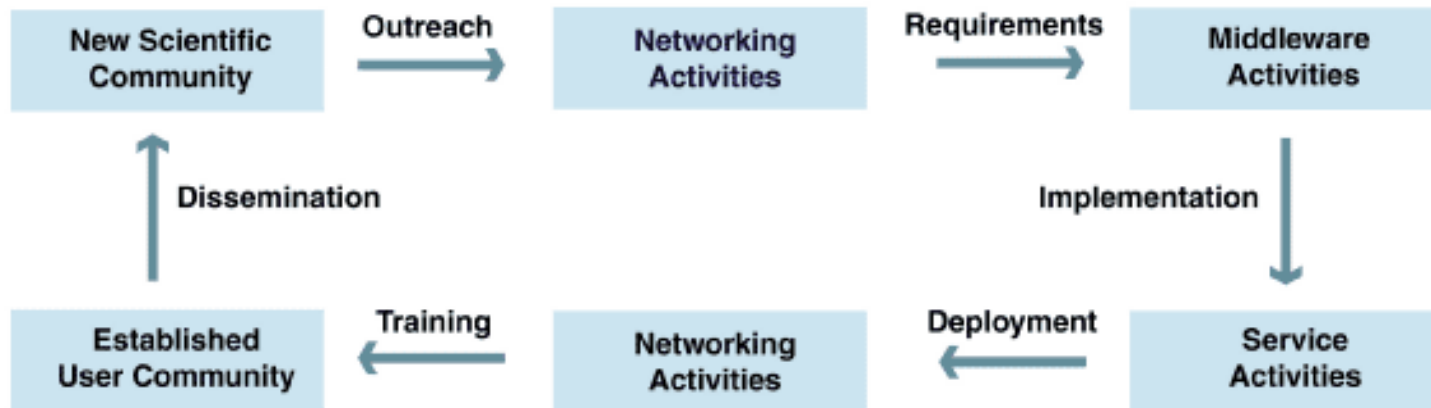 New Scientific
Community
Outreach
Networking
Activities
Requirements
Middleware
Activities
Dissemination
Implementation
Established
User Community
Training
Networking
Activities
Deployment
Service
Activities